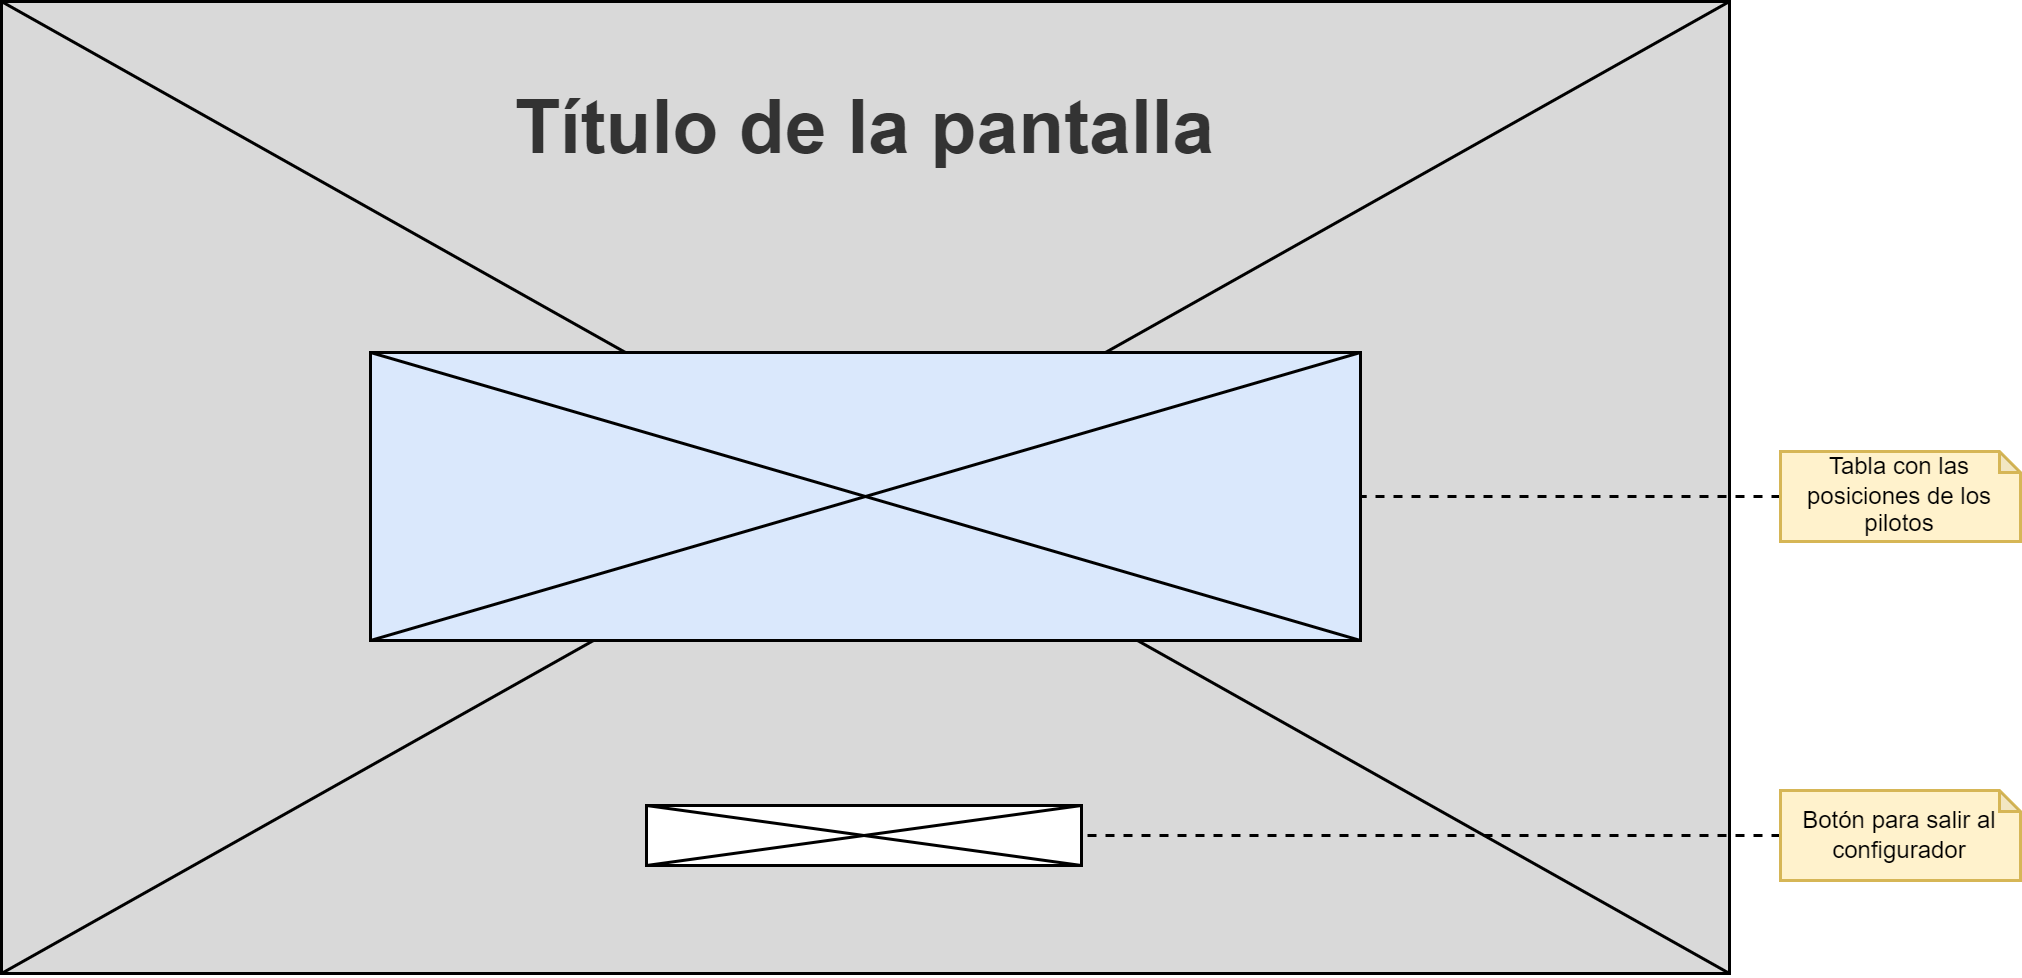 Título de la pantalla
Tabla con las
posiciones de los
pilotos
Botón para salir al
configurador